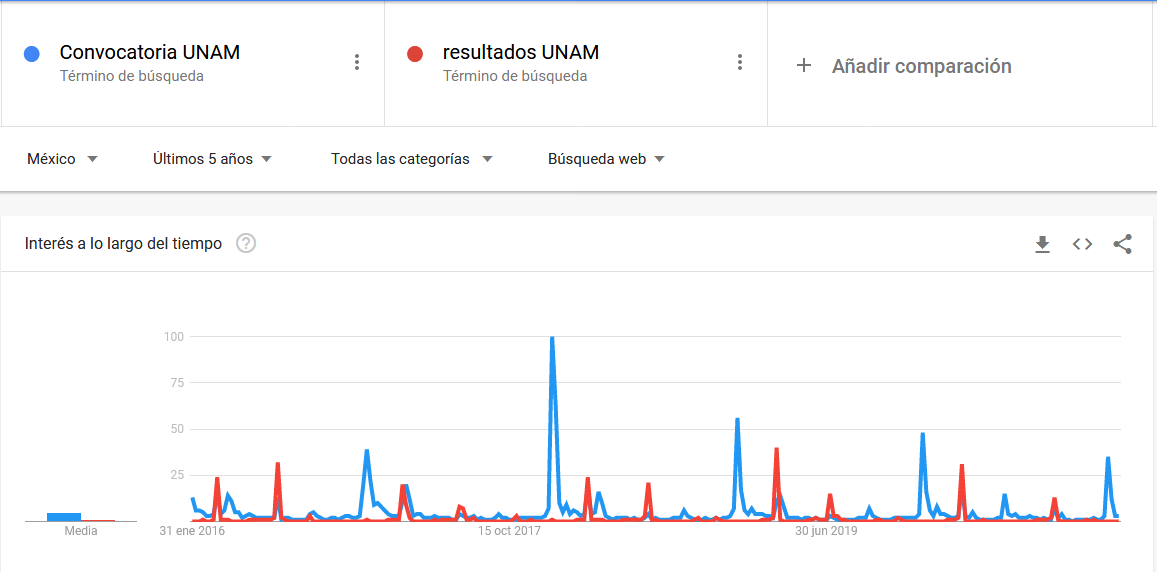 Convocatoria UNAM
Término de búsqueda
resultados UNAM
Término de búsqueda
+ Añadir comparación
México
Últimos 5 años
Todas las categorías
Búsqueda web
Interés a lo largo del tiempo ?
100
75
50
25
Media
31 ene 2016
15 oct 2017
30 jun 2019